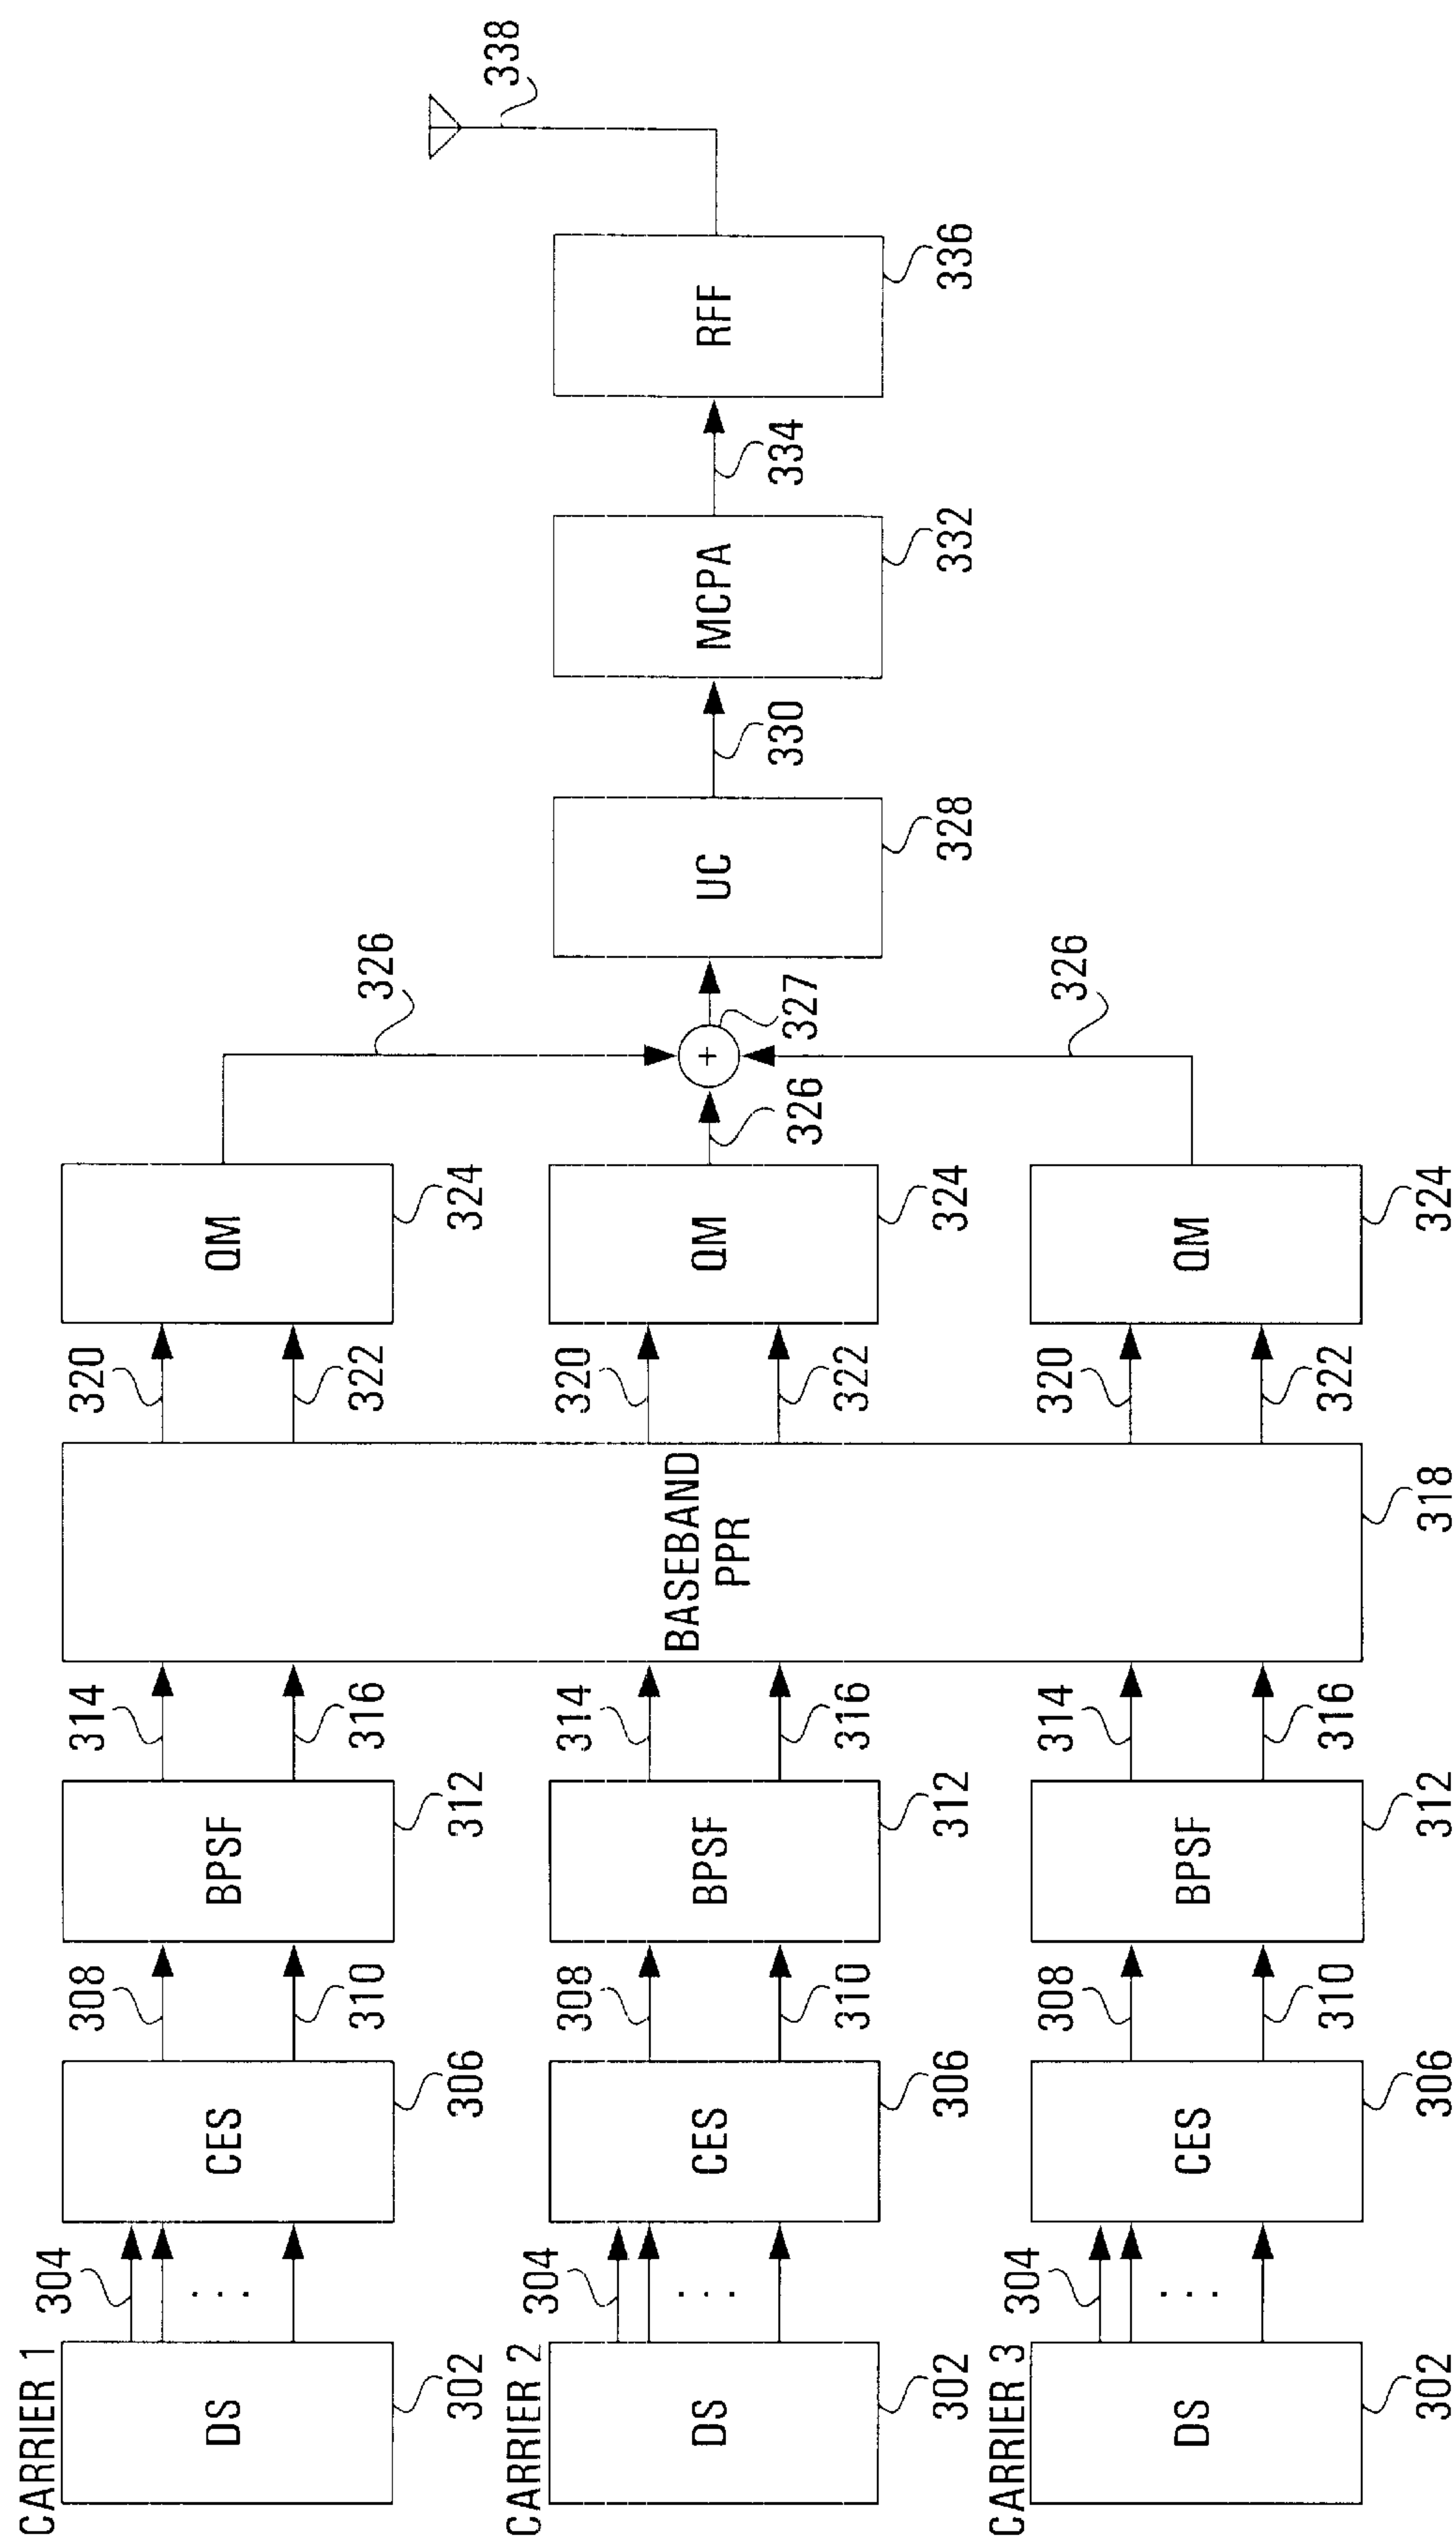 CARRIER 1
DS
302
304
CES
306
308
310
BPSF
312
314
316
CARRIER 2
DS
302
304
CES
306
308
310
BPSF
312
314
316
CARRIER 3
DS
302
304
CES
306
308
310
BPSF
312
314
316
BASEBAND
PPR
318
320
322
QM
324
326
320
322
QM
324
326
320
322
QM
324
326
+
327
UC
328
330
MCPA
332
334
RFF
336
338